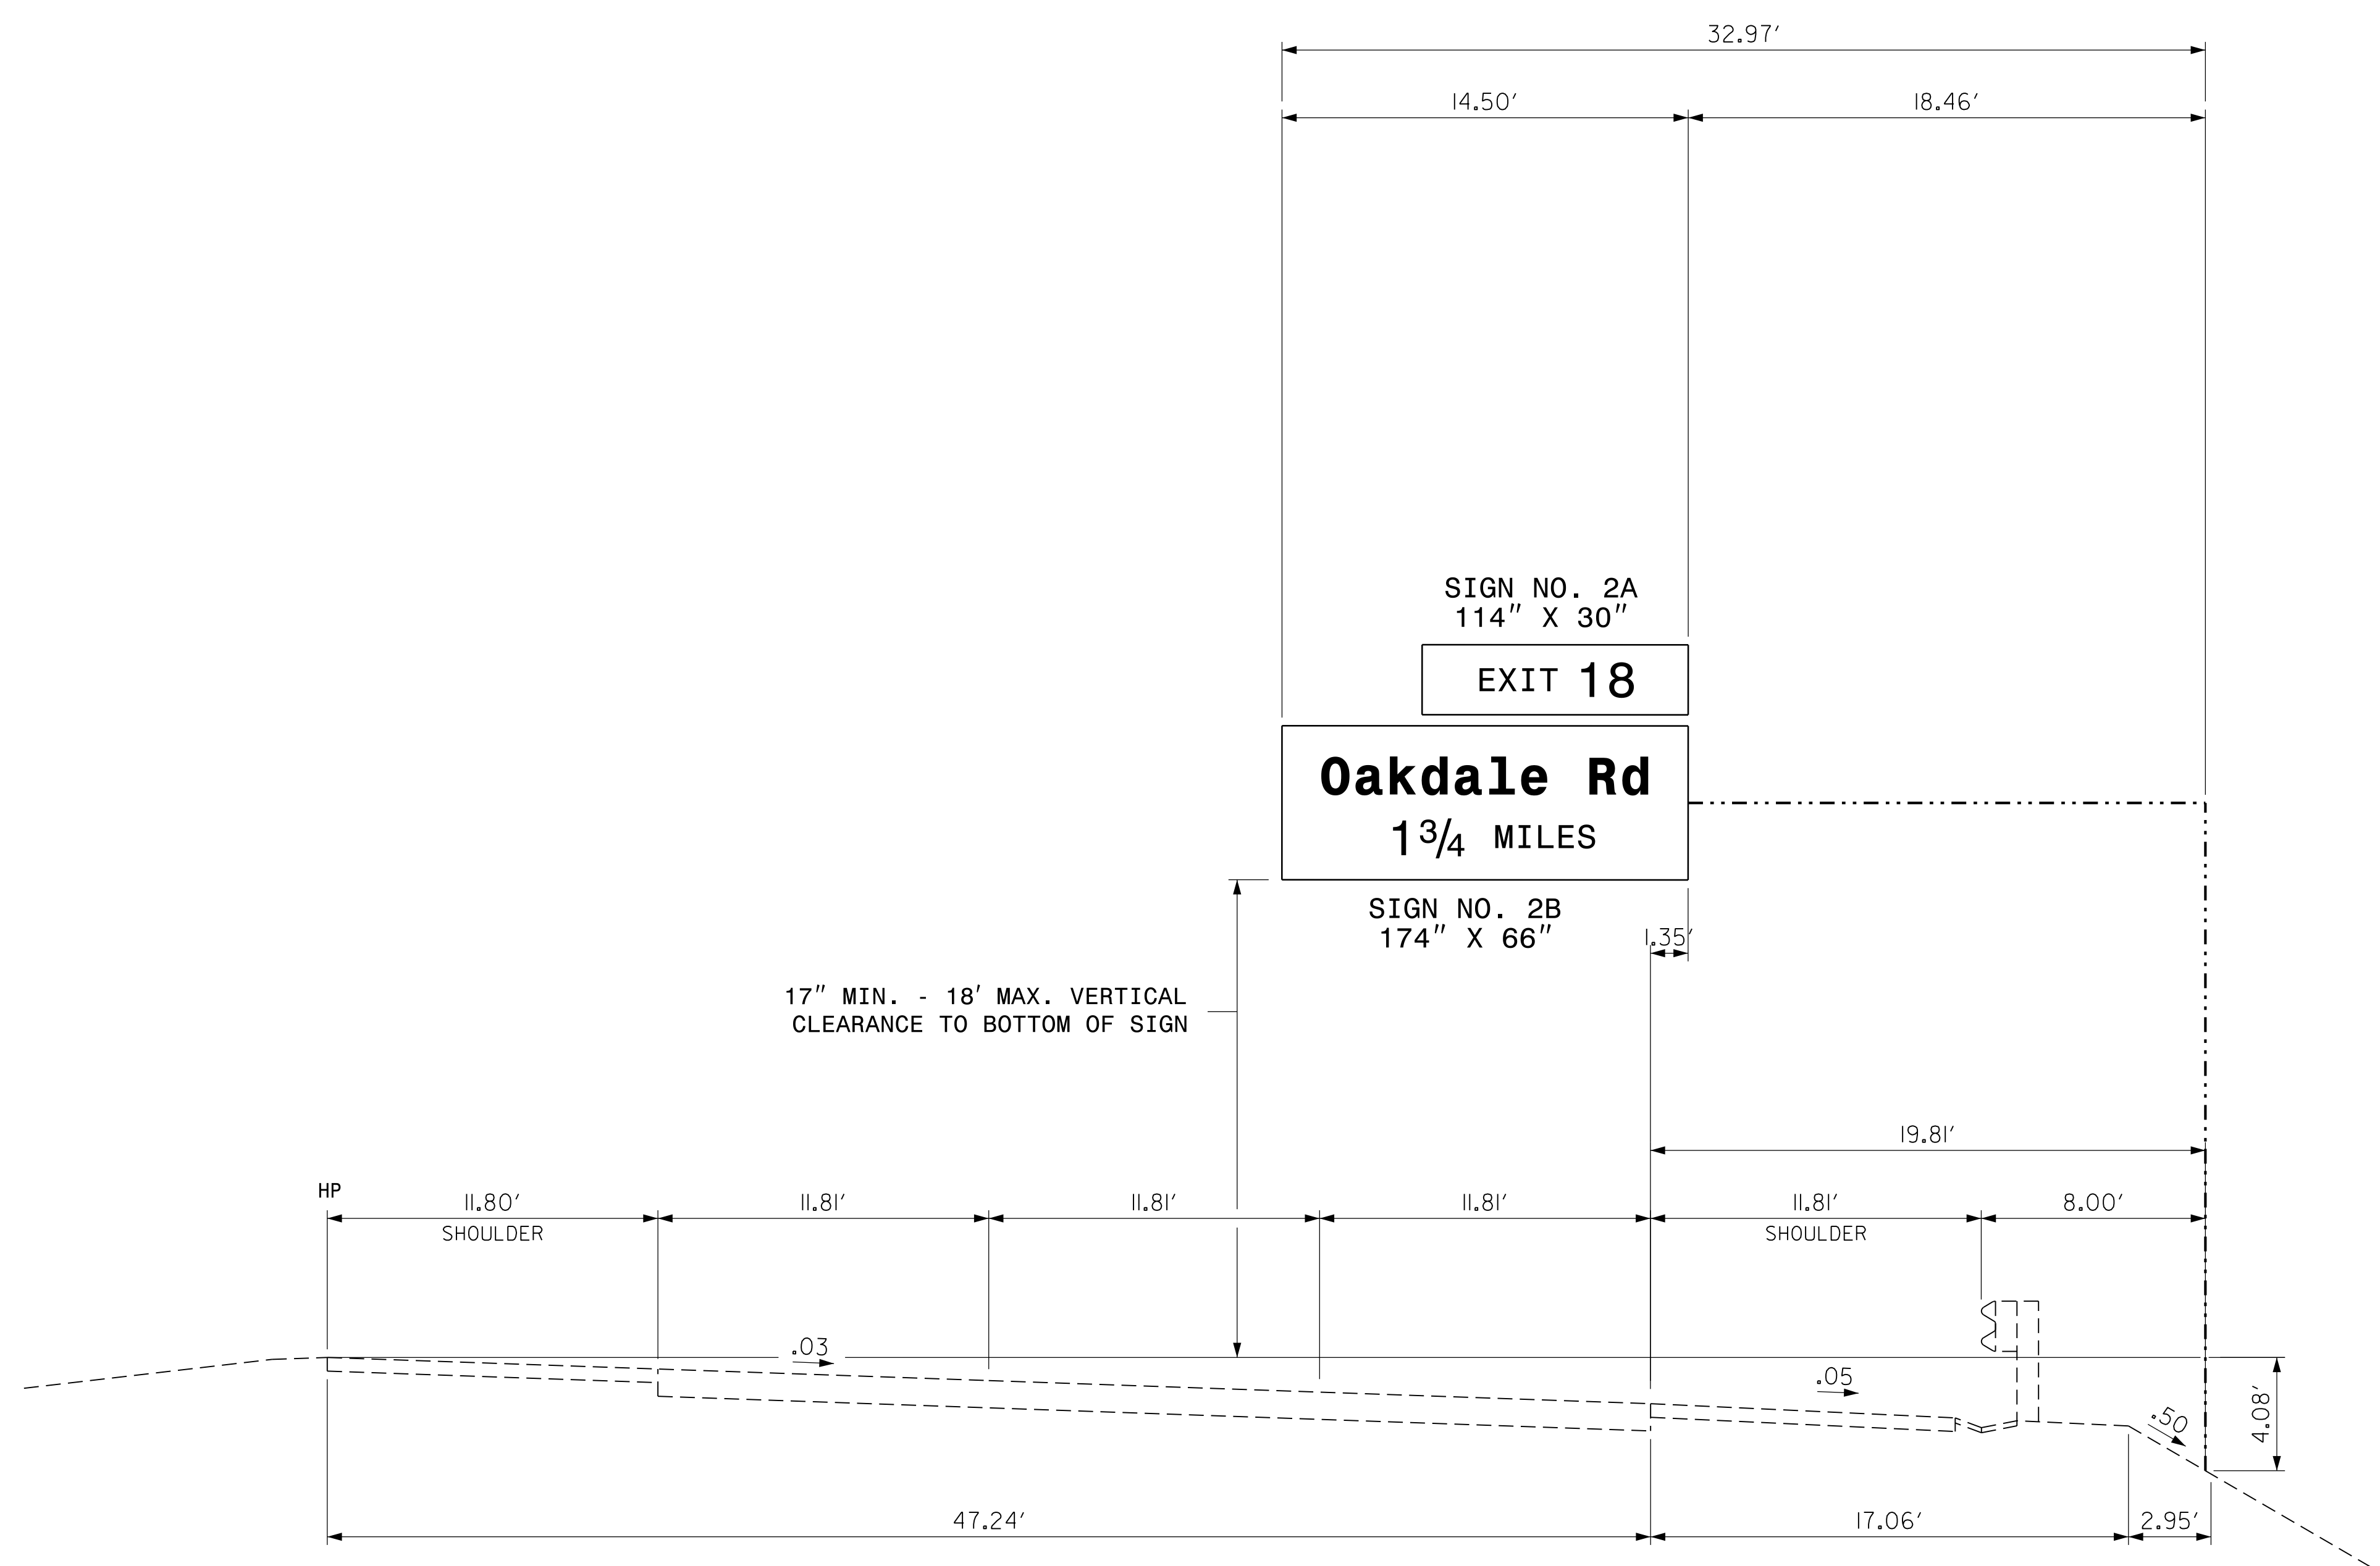 32.97′
14.50′ 18.46′
SIGN NO. 2A
114″ X 30″
EXIT 18
Oakdale Rd
1¾ MILES
SIGN NO. 2B
174″ X 66″
1.35′
17″ MIN. - 18′ MAX. VERTICAL
CLEARANCE TO BOTTOM OF SIGN
19.81′
HP
11.80′ 11.81′ 11.81′ 11.81′ 11.81′ 8.00′
SHOULDER SHOULDER
.03
.05
.50
4.08′
47.24′ 17.06′ 2.95′